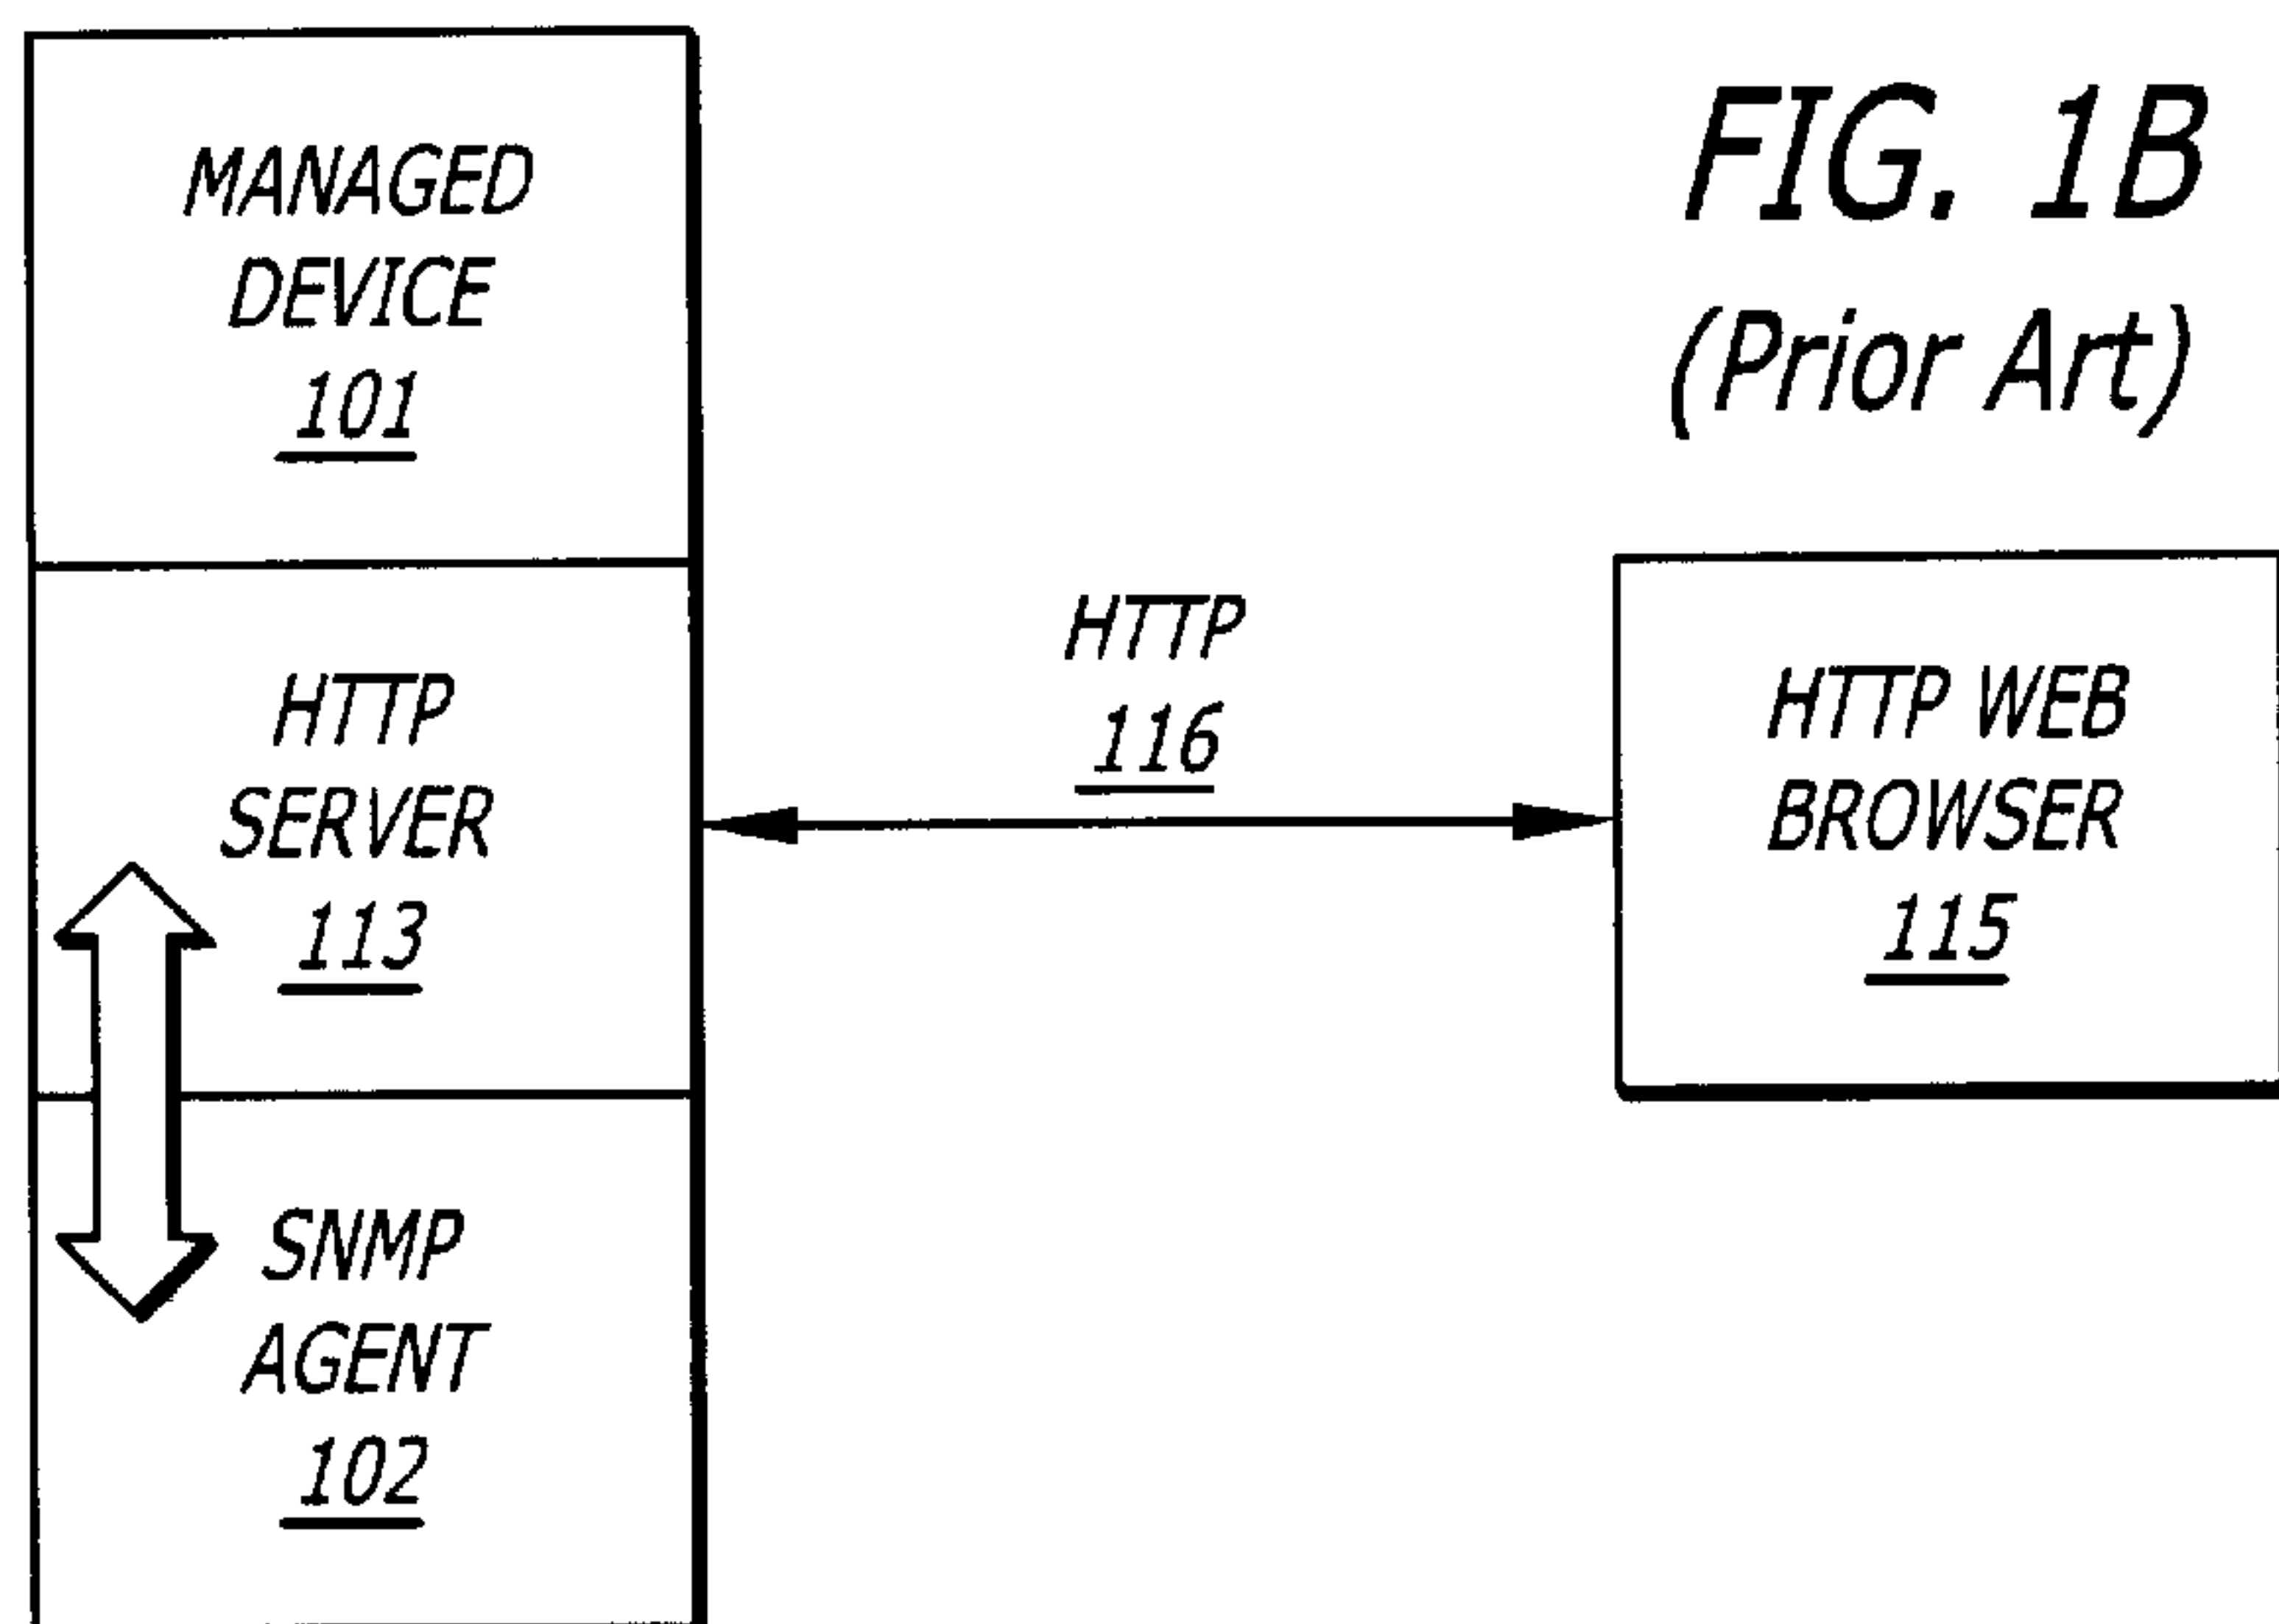 FIG. 1B
(Prior Art)
MANAGED
DEVICE
101
HTTP
SERVER
113
SNMP
AGENT
102
HTTP
116
HTTP WEB
BROWSER
115